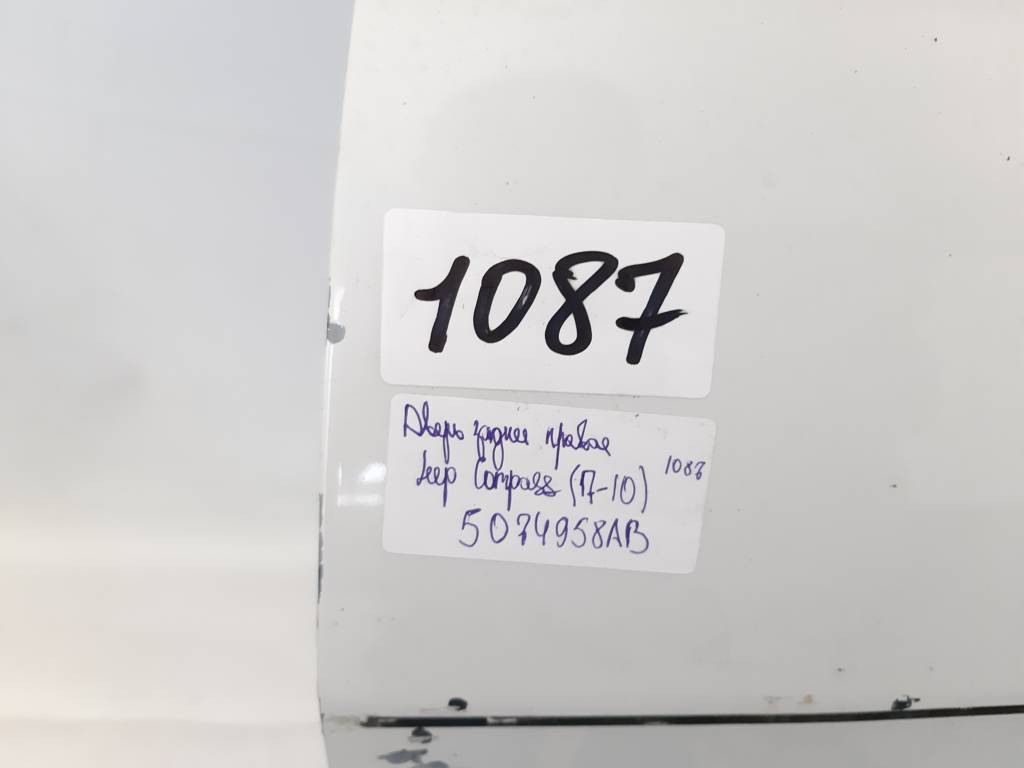 1087
Дверь задняя правая
Jeep Compass (17-10) 1087
5074958AB